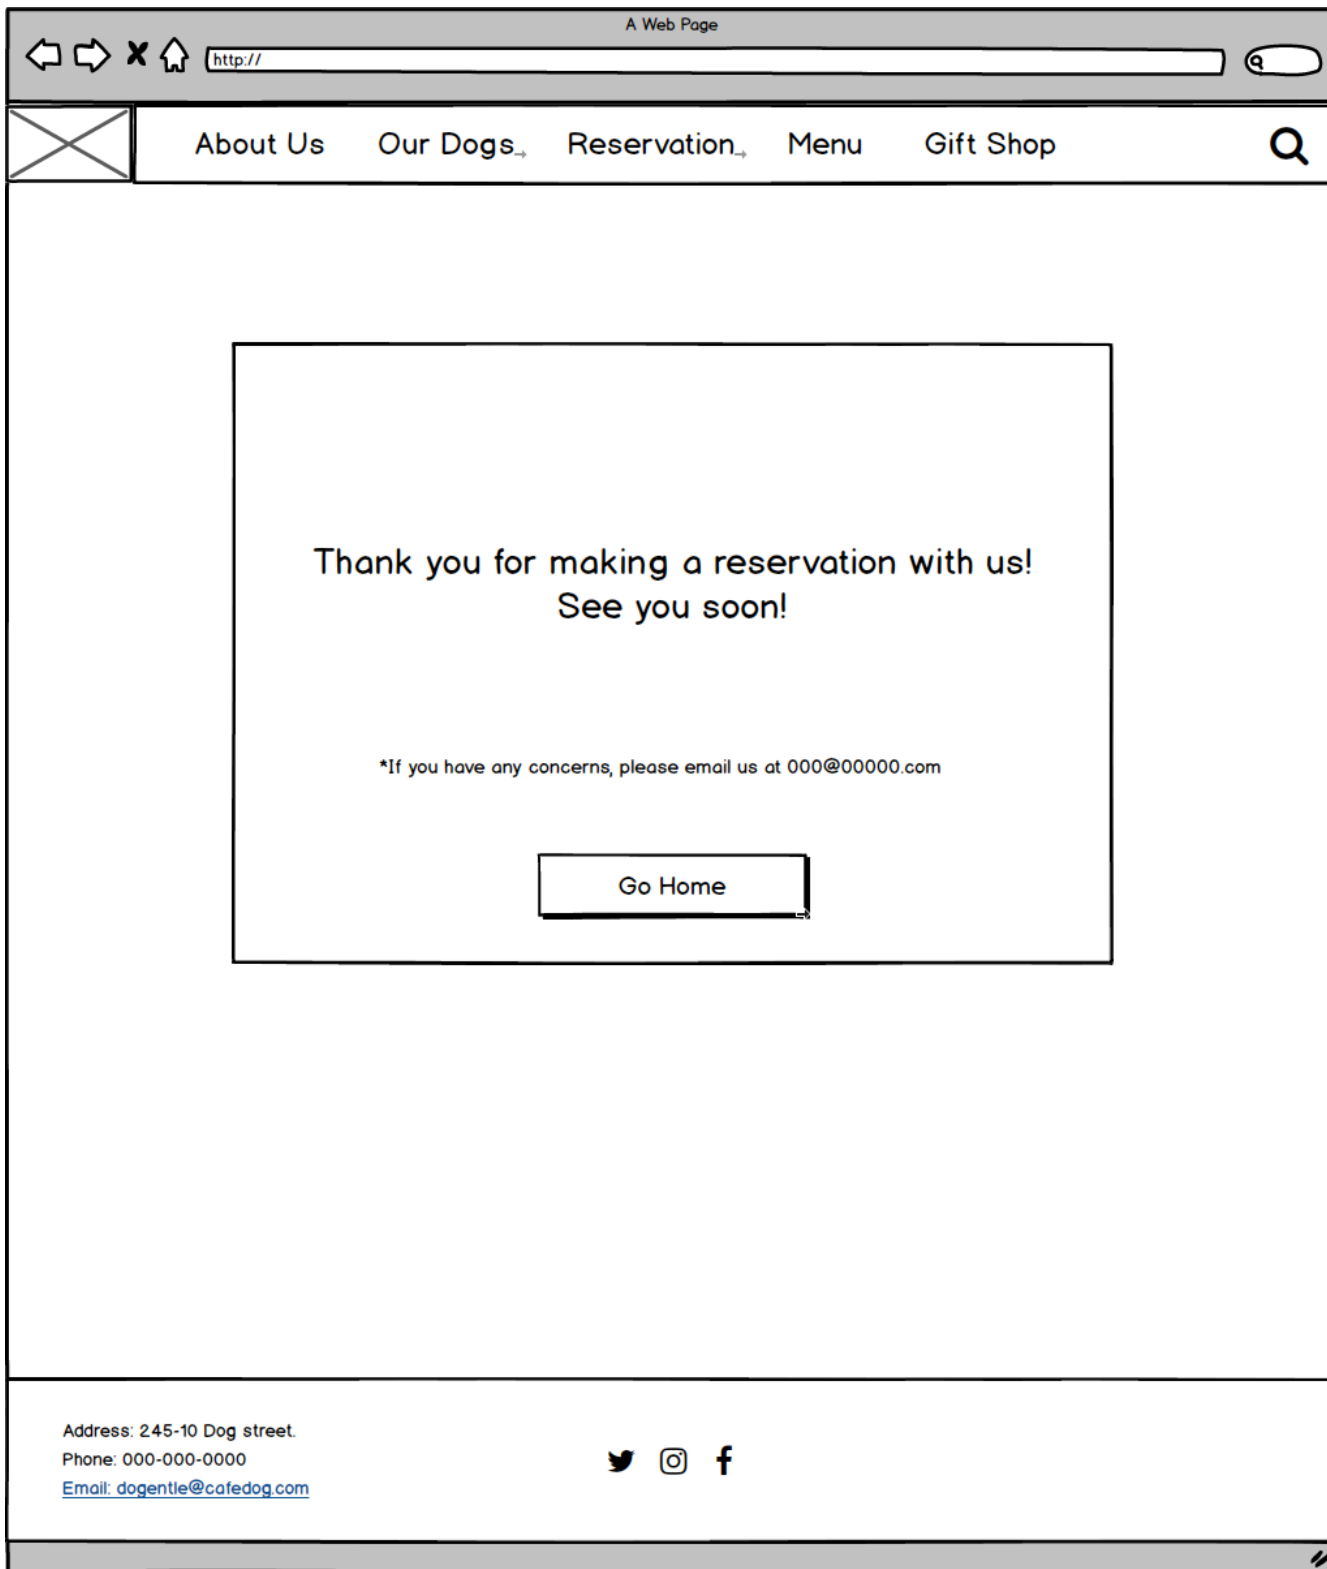 A Web Page
http://
About Us Our Dogs Reservation Menu Gift Shop
Thank you for making a reservation with us!
See you soon!
*If you have any concerns, please email us at 000@00000.com
Go Home
Address: 245-10 Dog street.
Phone: 000-000-0000
Email: dogentle@cafedog.com